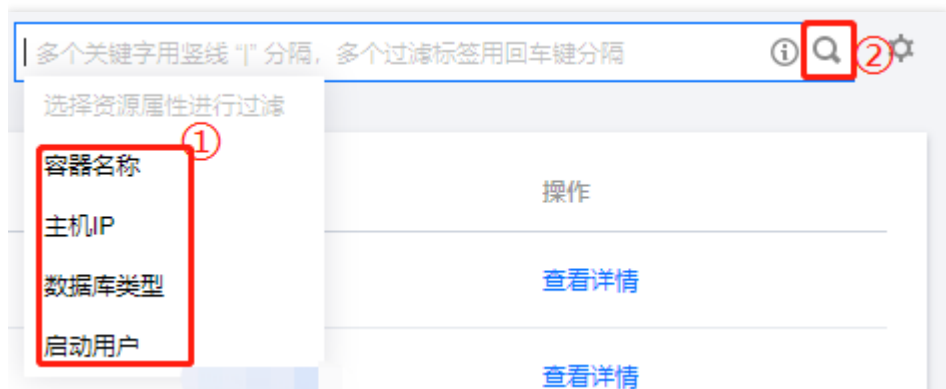 多个关键字用竖线 "|" 分隔，多个过滤标签用回车键分隔
②
选择资源属性进行过滤
①
容器名称
操作
主机IP
数据库类型
查看详情
启动用户
查看详情